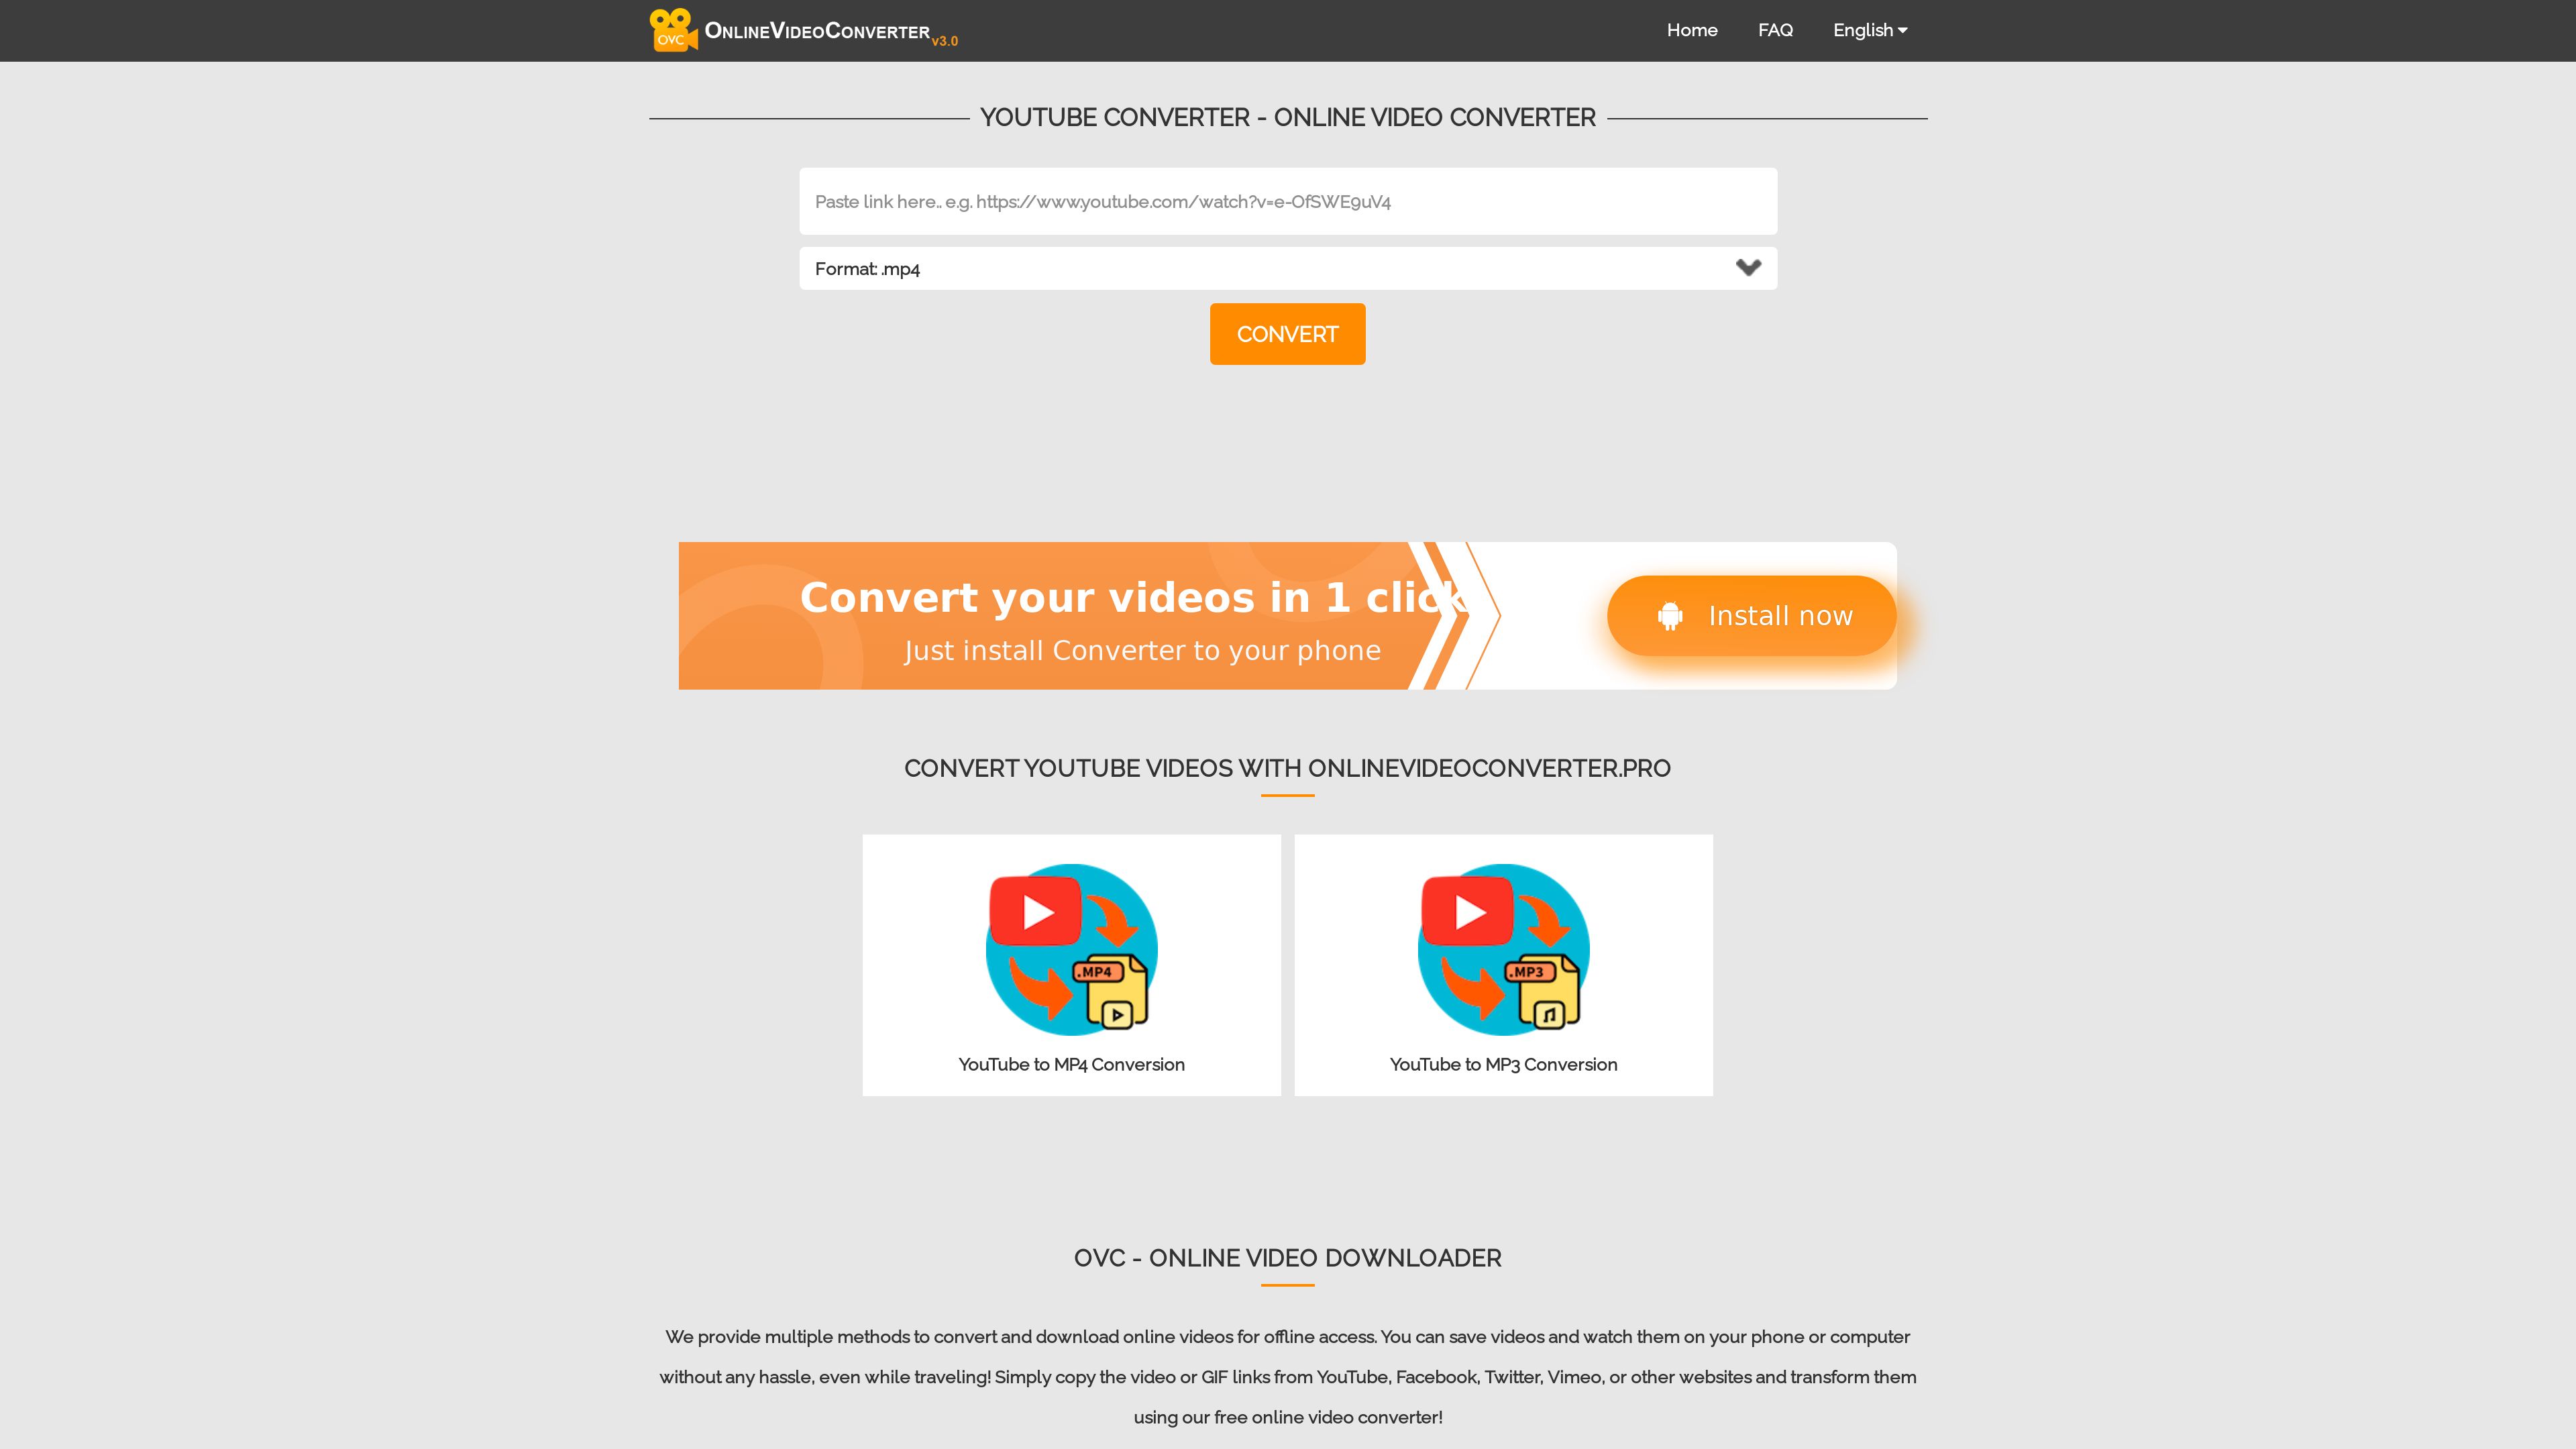 OVC
OnlineVideoConverter v3.0
Home
FAQ
English
YOUTUBE CONVERTER - ONLINE VIDEO CONVERTER
Paste link here.. e.g. https://www.youtube.com/watch?v=e-OfSWE9uV4
Format: .mp4
CONVERT
Convert your videos in 1 click
Just install Converter to your phone
Install now
CONVERT YOUTUBE VIDEOS WITH ONLINEVIDEOCONVERTER.PRO
.MP4
YouTube to MP4 Conversion
.MP3
YouTube to MP3 Conversion
OVC - ONLINE VIDEO DOWNLOADER
We provide multiple methods to convert and download online videos for offline access. You can save videos and watch them on your phone or computer
without any hassle, even while traveling! Simply copy the video or GIF links from YouTube, Facebook, Twitter, Vimeo, or other websites and transform them
using our free online video converter!